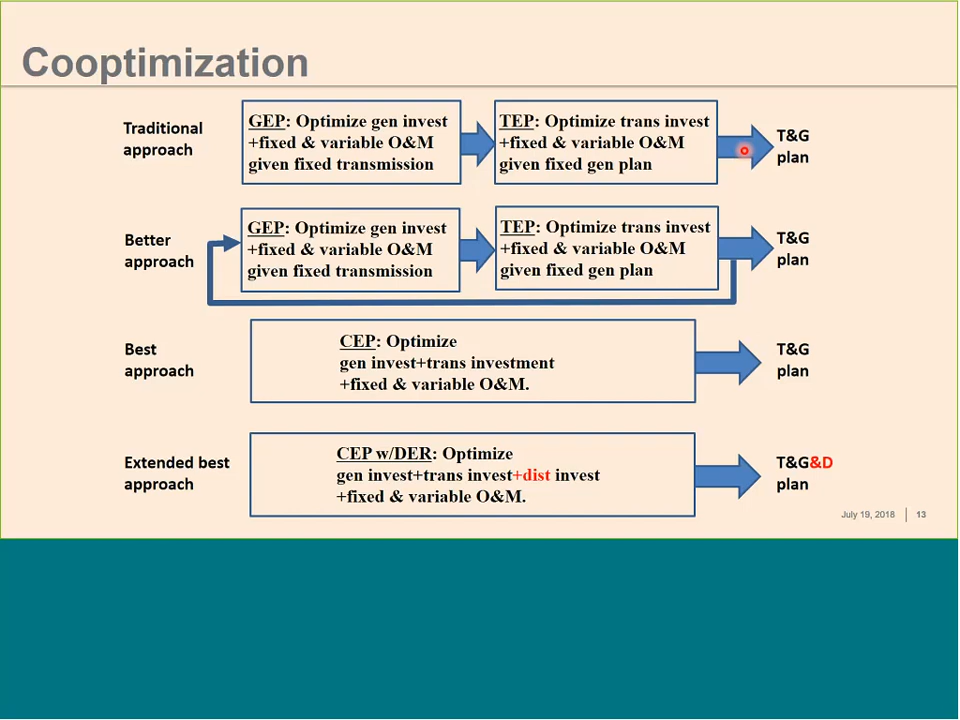 Cooptimization
Traditional
approach
GEP: Optimize gen invest
+fixed & variable O&M
given fixed transmission
TEP: Optimize trans invest
+fixed & variable O&M
given fixed gen plan
T&G
plan
Better
approach
GEP: Optimize gen invest
+fixed & variable O&M
given fixed transmission
TEP: Optimize trans invest
+fixed & variable O&M
given fixed gen plan
T&G
plan
Best
approach
CEP: Optimize
gen invest+trans investment
+fixed & variable O&M.
T&G
plan
Extended best
approach
CEP w/DER: Optimize
gen invest+trans invest+dist invest
+fixed & variable O&M.
T&G&D
plan
July 19, 2018 | 13